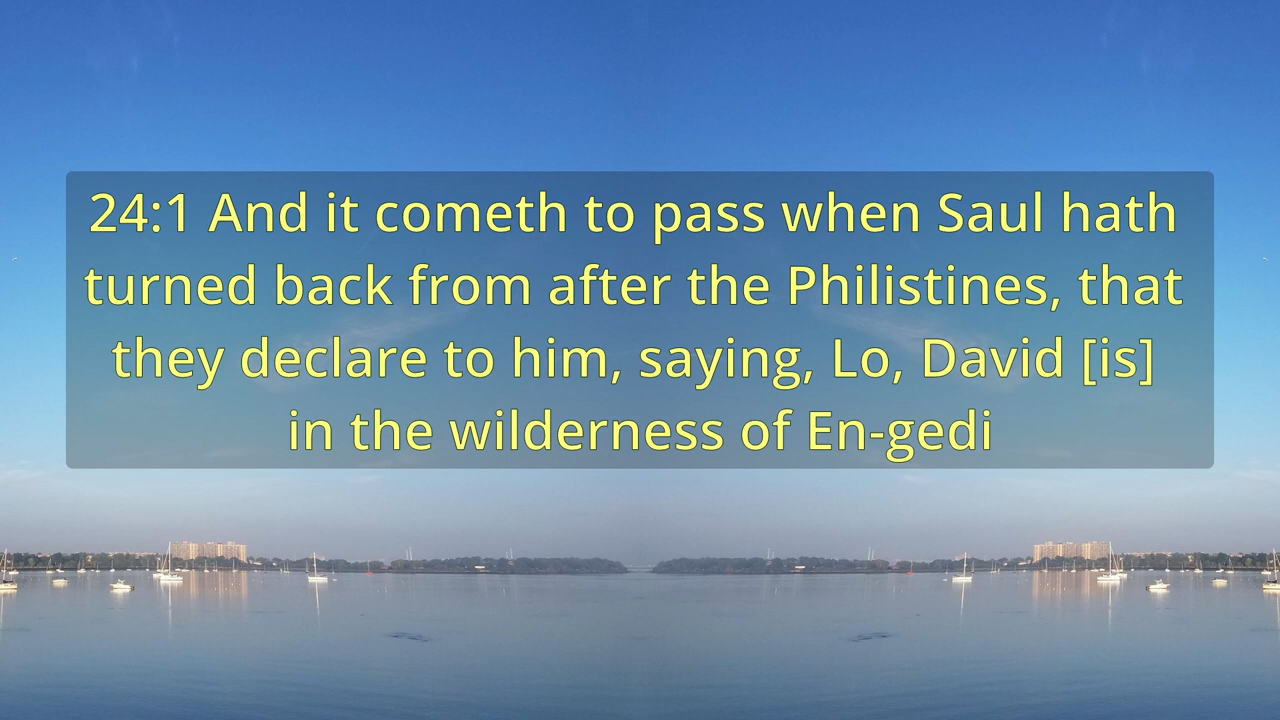 24:1 And it cometh to pass when Saul hath
turned back from after the Philistines, that
they declare to him, saying, Lo, David [is]
in the wilderness of En-gedi